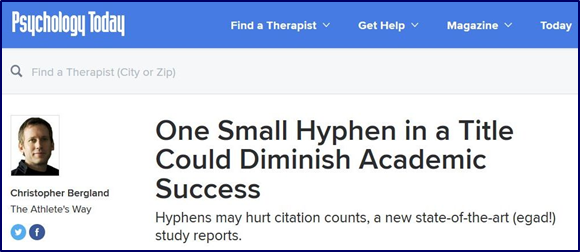 Psychology Today
Find a Therapist
Get Help
Magazine
Today
Find a Therapist (City or Zip)
One Small Hyphen in a Title
Could Diminish Academic
Success
Christopher Bergland
The Athlete's Way
Hyphens may hurt citation counts, a new state-of-the-art (egad!)
study reports.